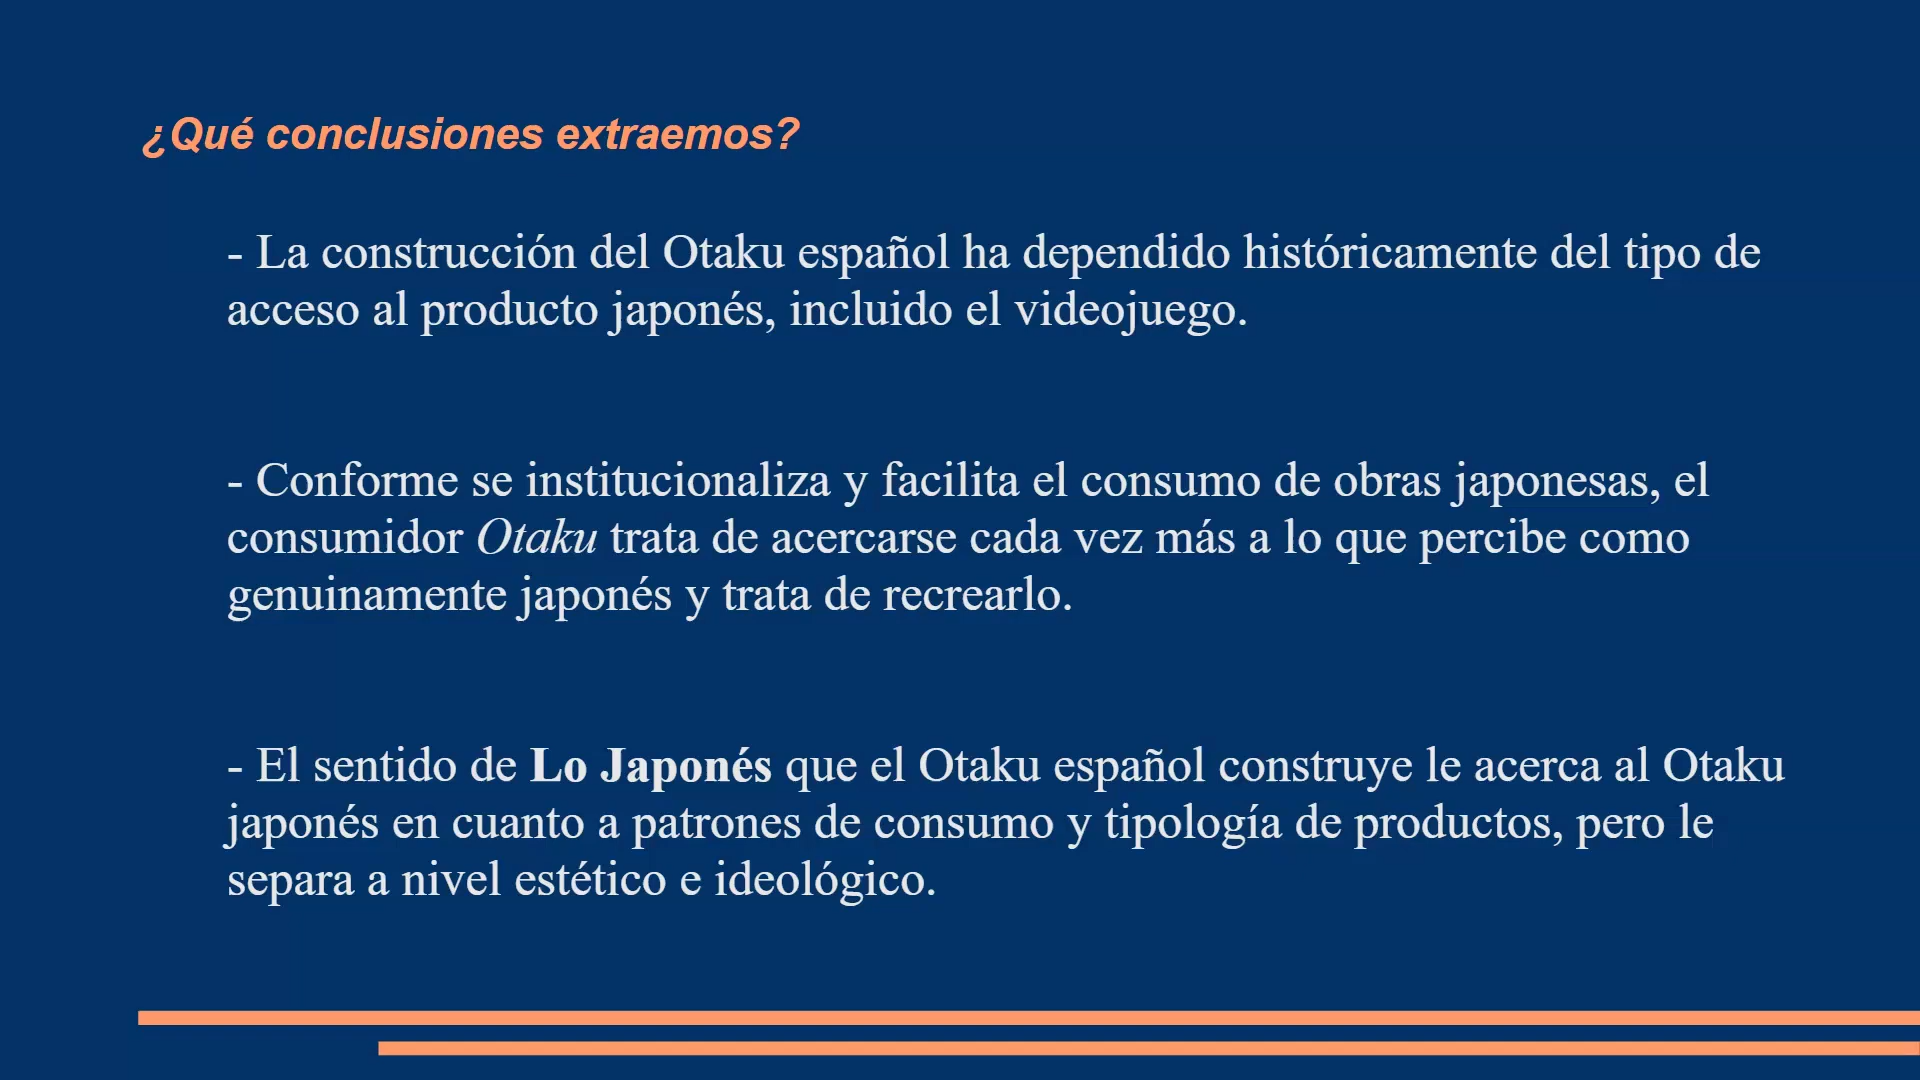 ¿Qué conclusiones extraemos?
- La construcción del Otaku español ha dependido históricamente del tipo de
acceso al producto japonés, incluido el videojuego.
- Conforme se institucionaliza y facilita el consumo de obras japonesas, el
consumidor Otaku trata de acercarse cada vez más a lo que percibe como
genuinamente japonés y trata de recrearlo.
- El sentido de Lo Japonés que el Otaku español construye le acerca al Otaku
japonés en cuanto a patrones de consumo y tipología de productos, pero le
separa a nivel estético e ideológico.